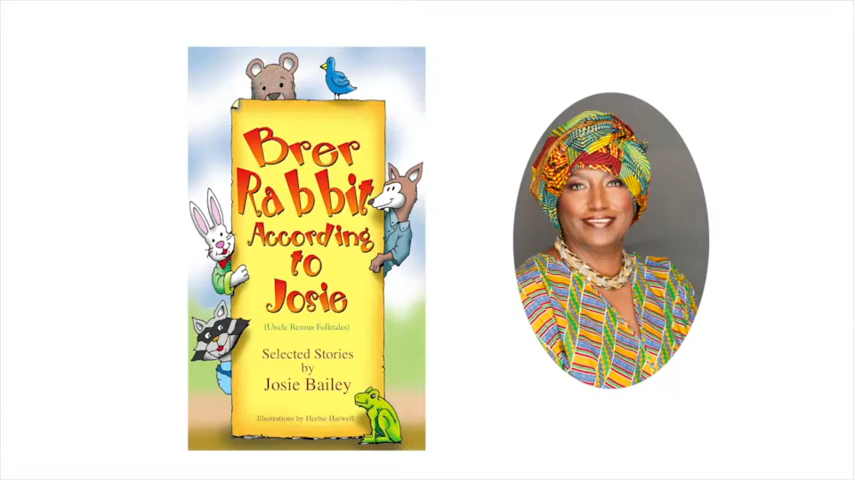 Brer
Rabbit
According
to
Josie
(Uncle Remus Folktales)
Selected Stories
by
Josie Bailey
Illustrations by Herbie Harwell